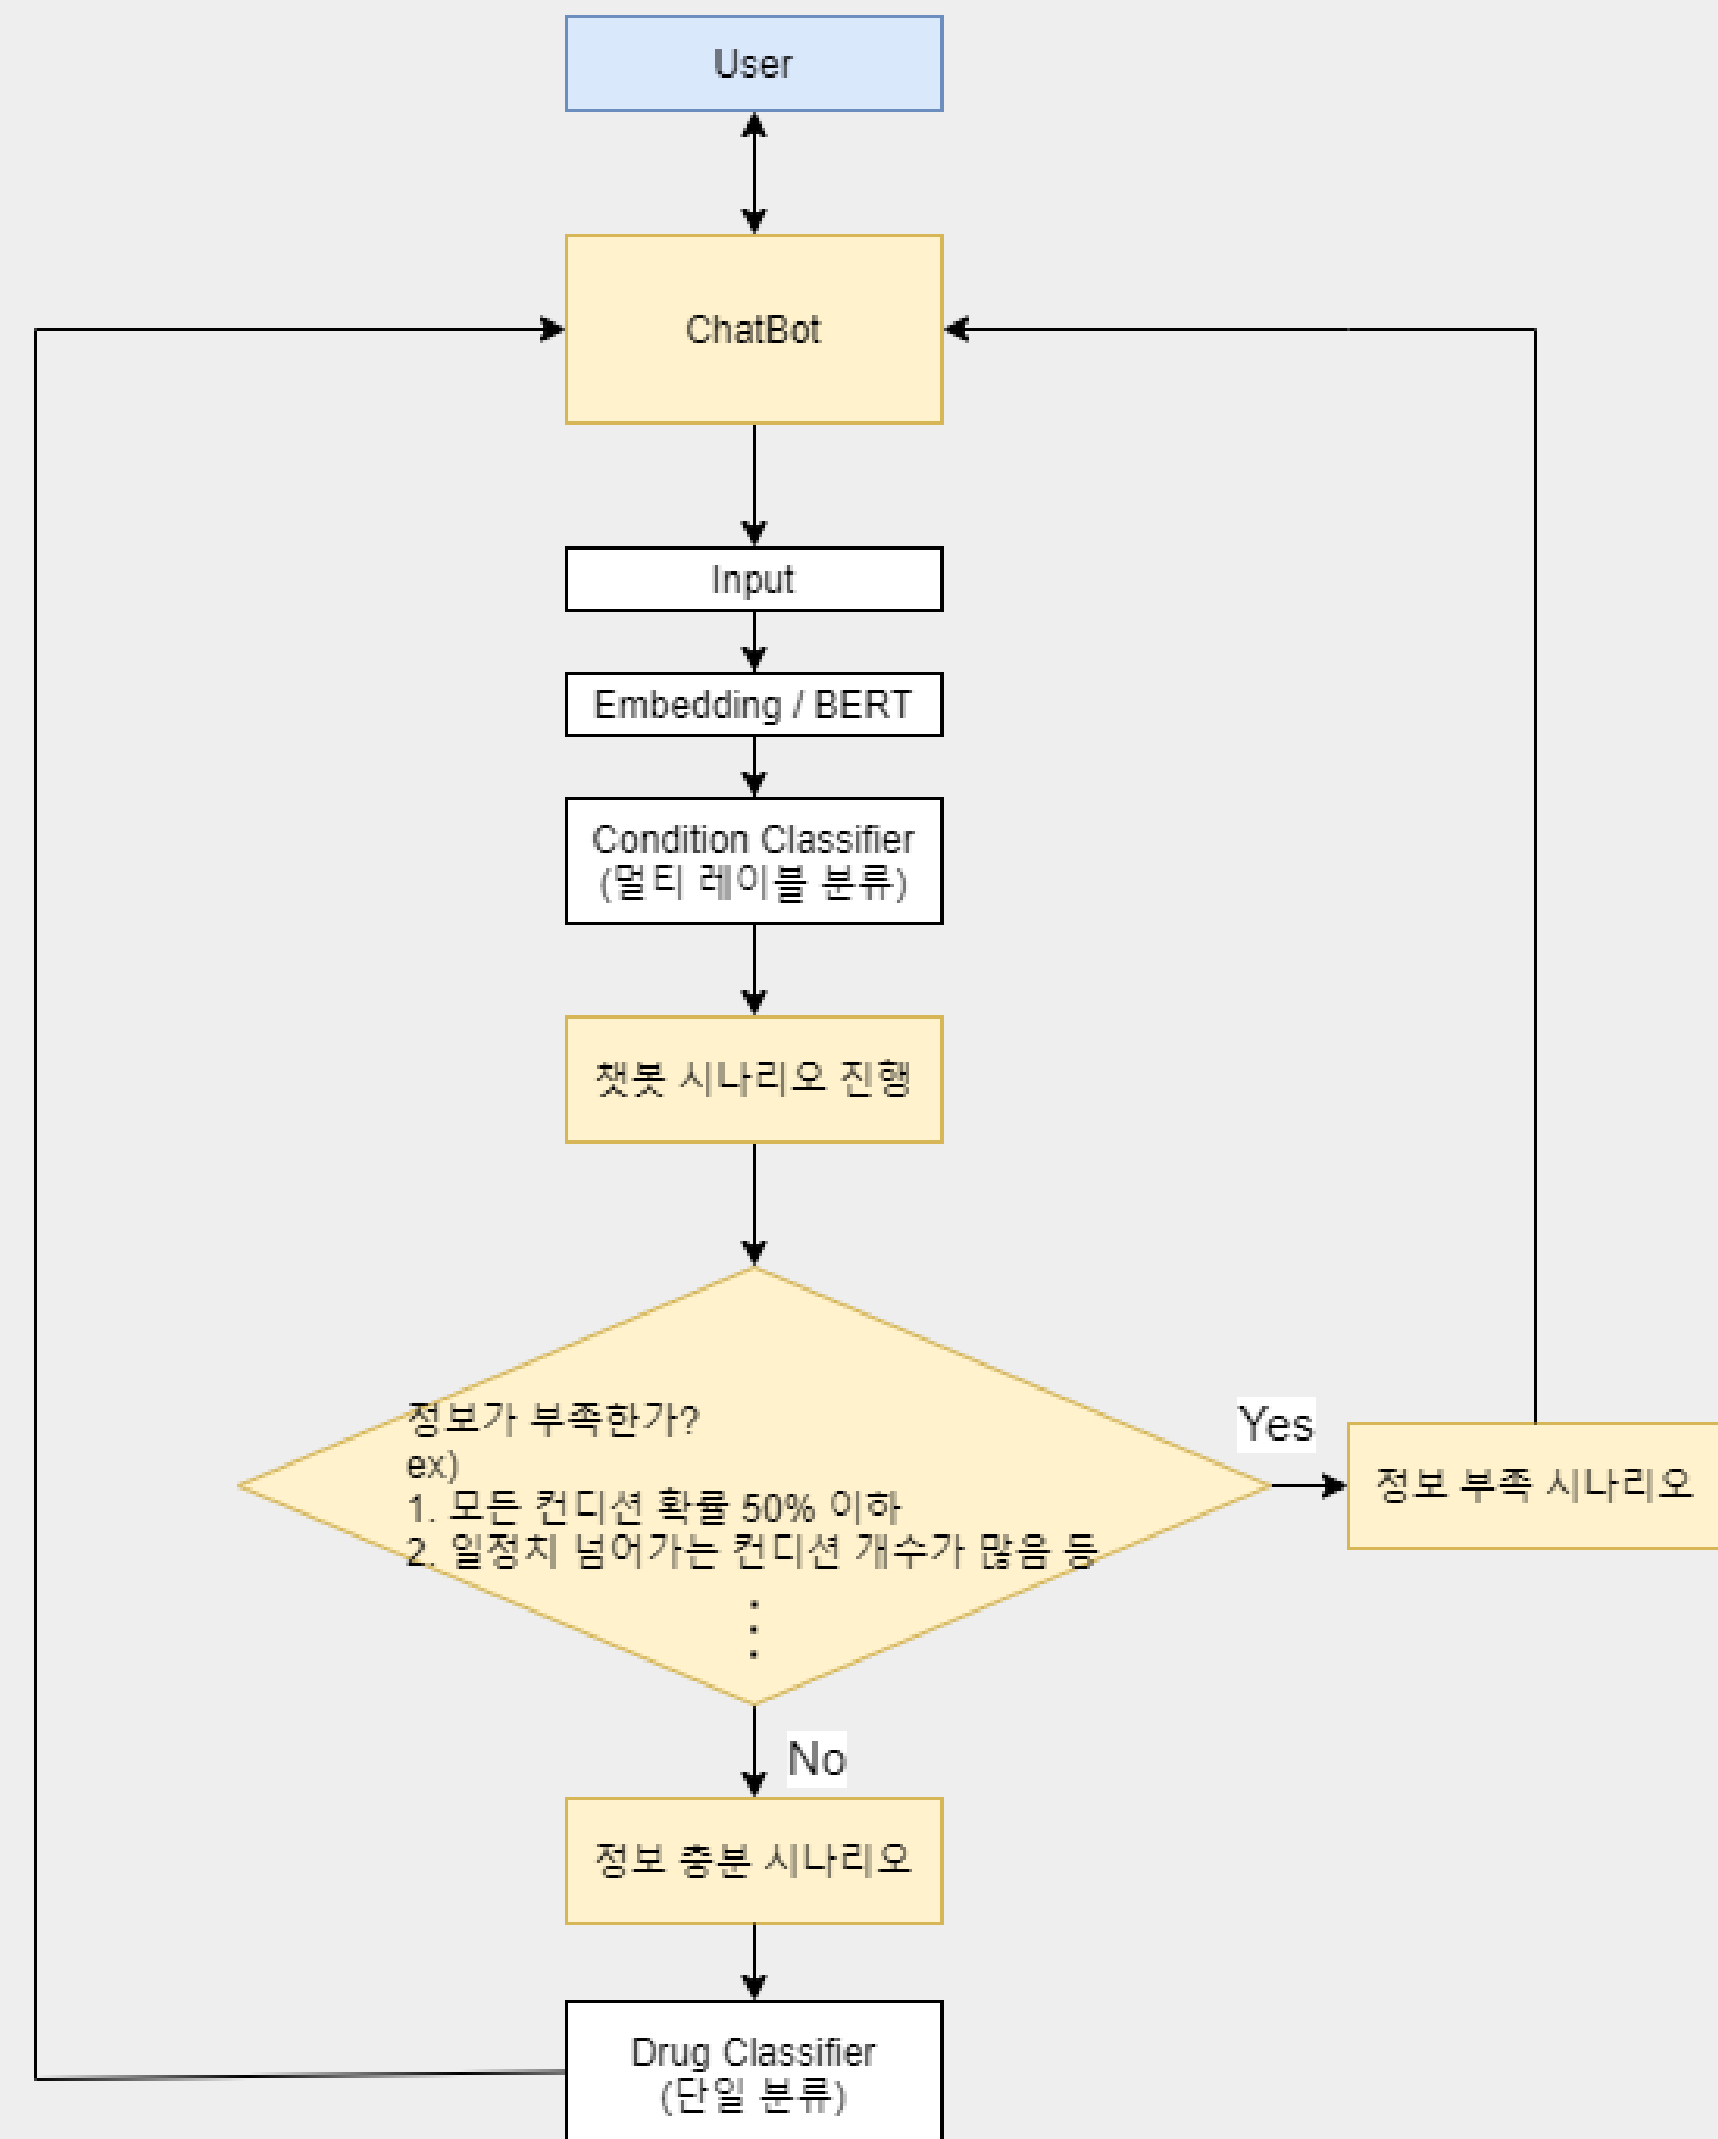 User
ChatBot
Input
Embedding / BERT
Condition Classifier
(멀티 레이블 분류)
챗봇 시나리오 진행
정보가 부족한가?
ex)
1. 모든 컨디션 확률 50% 이하
2. 일정치 넘어가는 컨디션 개수가 많음 등
Yes
정보 부족 시나리오
No
정보 충분 시나리오
Drug Classifier
(단일 분류)